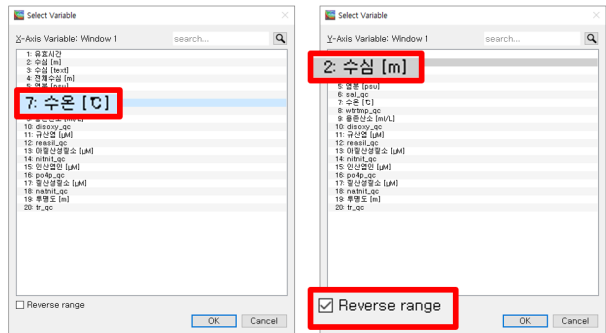 Select Variable
X-Axis Variable: Window 1
search...
1: 유효시간
2: 수심 [m]
3: 수심 [text]
4: 전체수심 [m]
5: 염분 [psu]
7: 수온 [℃]
10: disoxy_qc
11: 규산염 [μM]
12: reasil_qc
13: 아질산성질소 [μM]
14: nitnit_qc
15: 인산염인 [μM]
16: po4p_qc
17: 질산성질소 [μM]
18: natnit_qc
19: 투명도 [m]
20: tr_qc
Reverse range
OK
Cancel
Select Variable
Y-Axis Variable: Window 1
search...
2: 수심 [m]
5: 염분 [psu]
6: sal_qc
7: 수온 [℃]
8: wtrtmp_qc
9: 용존산소 [ml/L]
10: disoxy_qc
11: 규산염 [μM]
12: reasil_qc
13: 아질산성질소 [μM]
14: nitnit_qc
15: 인산염인 [μM]
16: po4p_qc
17: 질산성질소 [μM]
18: natnit_qc
19: 투명도 [m]
20: tr_qc
Reverse range
OK
Cancel